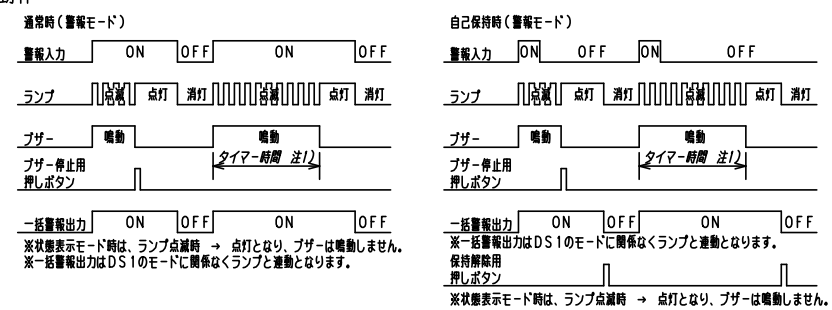 通常時(警報モード)
警報入力 ON OFF ON OFF
ランプ 点滅 点灯 消灯 点滅 点灯 消灯
ブザー 鳴動 鳴動
タイマー時間 注1)
ブザー停止用
押しボタン
一括警報出力 ON OFF ON OFF
※状態表示モード時は、ランプ点滅時 → 点灯となり、ブザーは鳴動しません。
※一括警報出力はDS1のモードに関係なくランプと連動となります。
自己保持時(警報モード)
警報入力 ON OFF ON OFF
ランプ 点滅 点灯 消灯 点滅 点灯 消灯
ブザー 鳴動 鳴動
タイマー時間 注1)
ブザー停止用
押しボタン
一括警報出力 ON OFF ON OFF
※一括警報出力はDS1のモードに関係なくランプと連動となります。
保持解除用
押しボタン
※状態表示モード時は、ランプ点滅時 → 点灯となり、ブザーは鳴動しません。